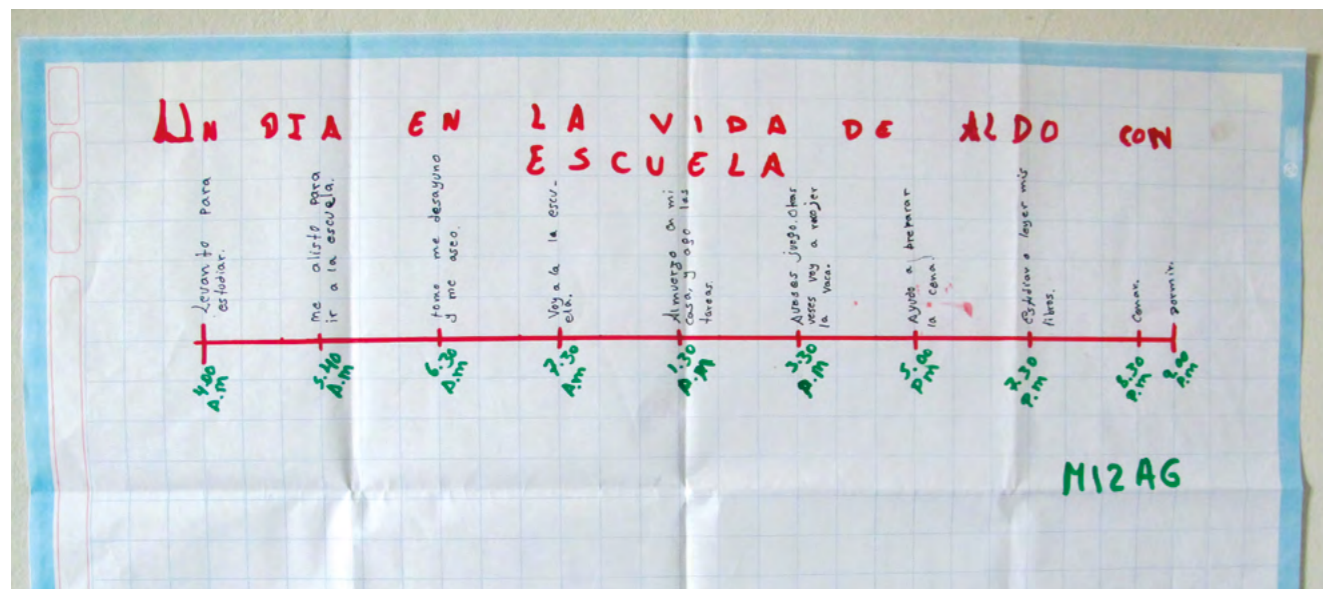 UN DIA EN LA VIDA DE ALDO CON
ESCUELA
Levanto para
estudiar.
me alisto para
ir a la escuela.
tomo me desayuno
y me aseo.
Voy a la la escu-
ela.
Almuerzo en mi
casa, y ago las
tareas.
Aveses juego. Otras
veses voy a recojer
la vaca.
Ayudo a preparar
la cena
a leyer mis
libros.
Cenar.
Dormir.
4.00
A.m
5.40
A.m
6.30
A.m
7.30
A.m
1.30
P.M
3.30
P.M
5.00
PM
7.30
P.M
8.30
P.m
9.00
P.m
M12AG